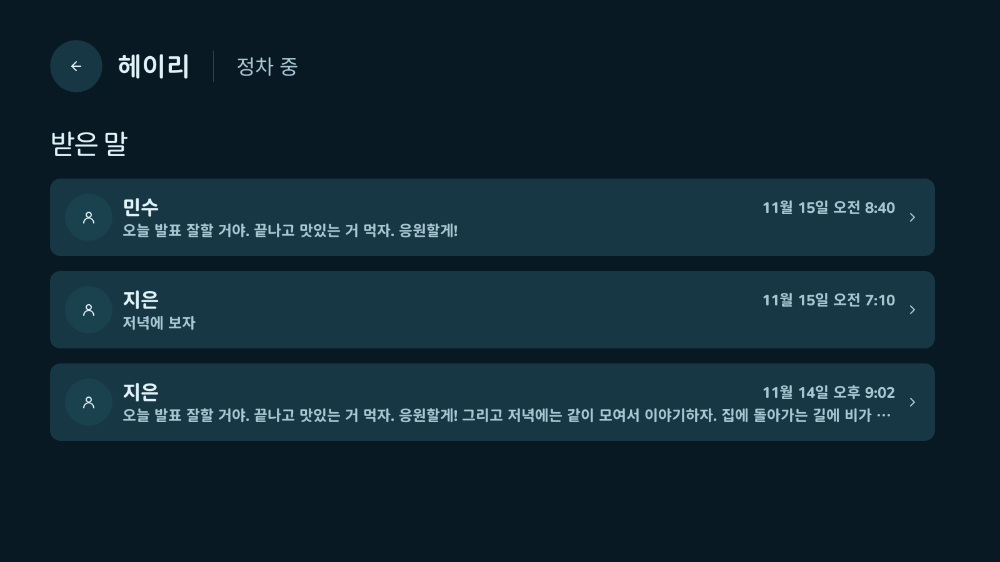 헤이리
정차 중
받은 말
민수
11월 15일 오전 8:40
오늘 발표 잘할 거야. 끝나고 맛있는 거 먹자. 응원할게!
지은
11월 15일 오전 7:10
저녁에 보자
지은
11월 14일 오후 9:02
오늘 발표 잘할 거야. 끝나고 맛있는 거 먹자. 응원할게! 그리고 저녁에는 같이 모여서 이야기하자. 집에 돌아가는 길에 비가 …